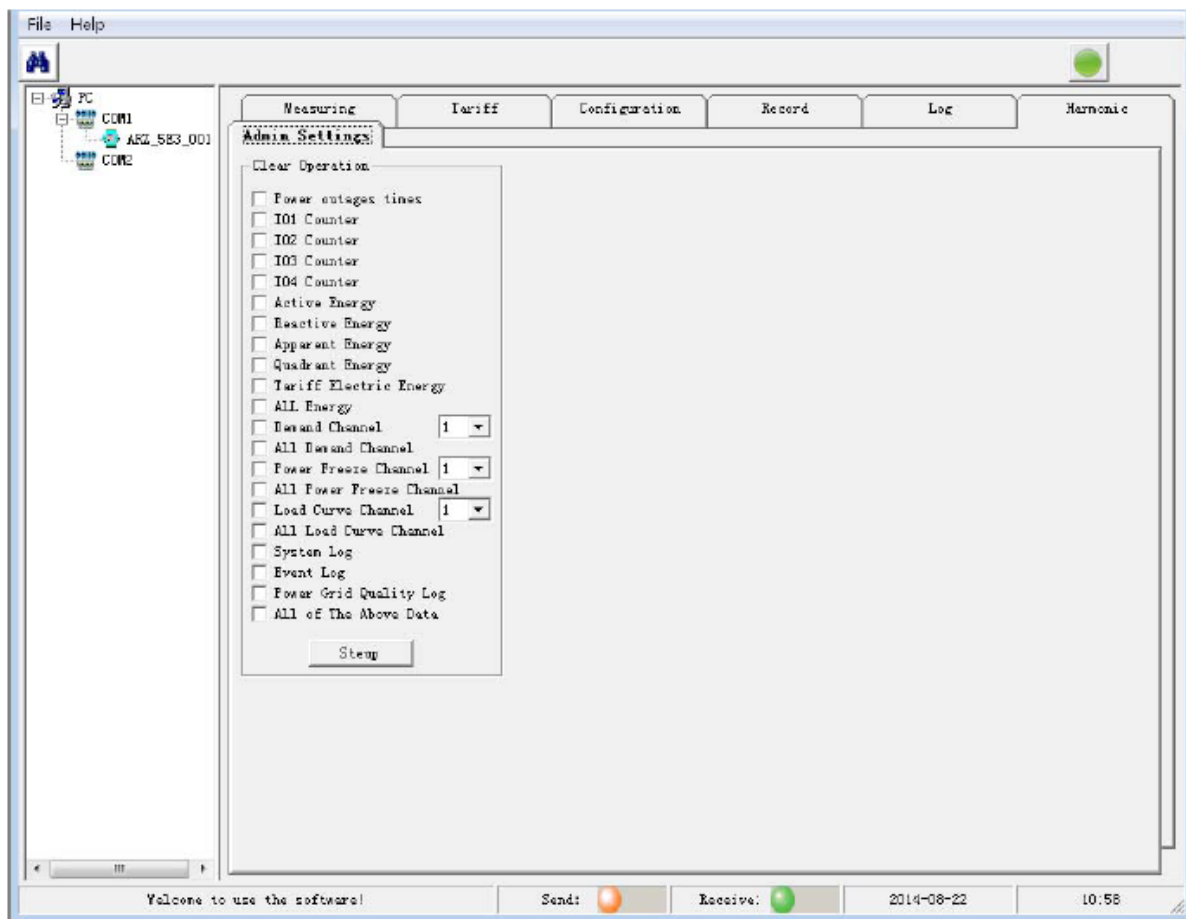 File Help
PC
COM1
ARZ_5E3_001
COM2
Measuring Tariff Configuration Record Log Harmonic
Admin Settings
Clear Operation
Power outages times
IO1 Counter
IO2 Counter
IO3 Counter
IO4 Counter
Active Energy
Reactive Energy
Apparent Energy
Quadrant Energy
Tariff Electric Energy
ALL Energy
Demand Channel 1
All Demand Channel
Power Freeze Channel 1
All Power Freeze Channel
Load Curve Channel 1
All Load Curve Channel
System Log
Event Log
Power Grid Quality Log
All of The Above Data
Steup
Welcome to use the software! Send: Receive: 2014-08-22 10:58